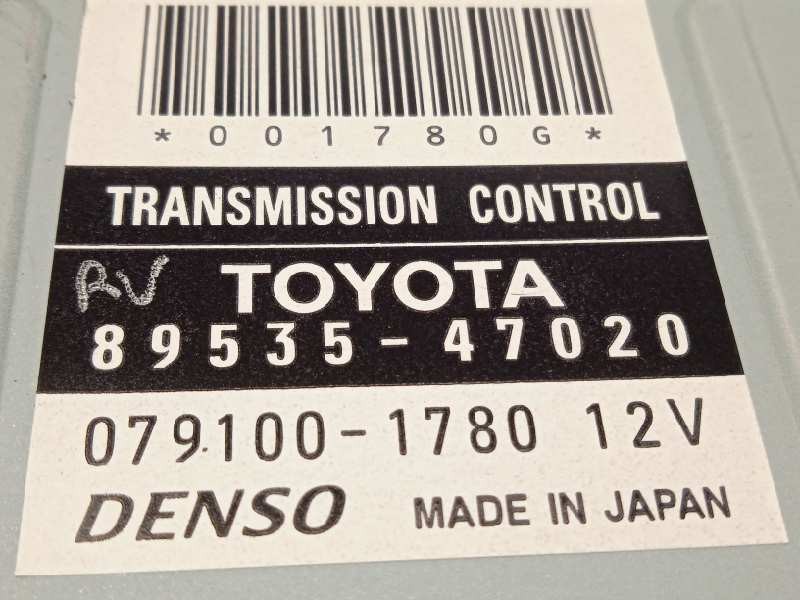 *001780G*
TRANSMISSION CONTROL
RV TOYOTA
89535-47020
079100-1780 12V
DENSO MADE IN JAPAN